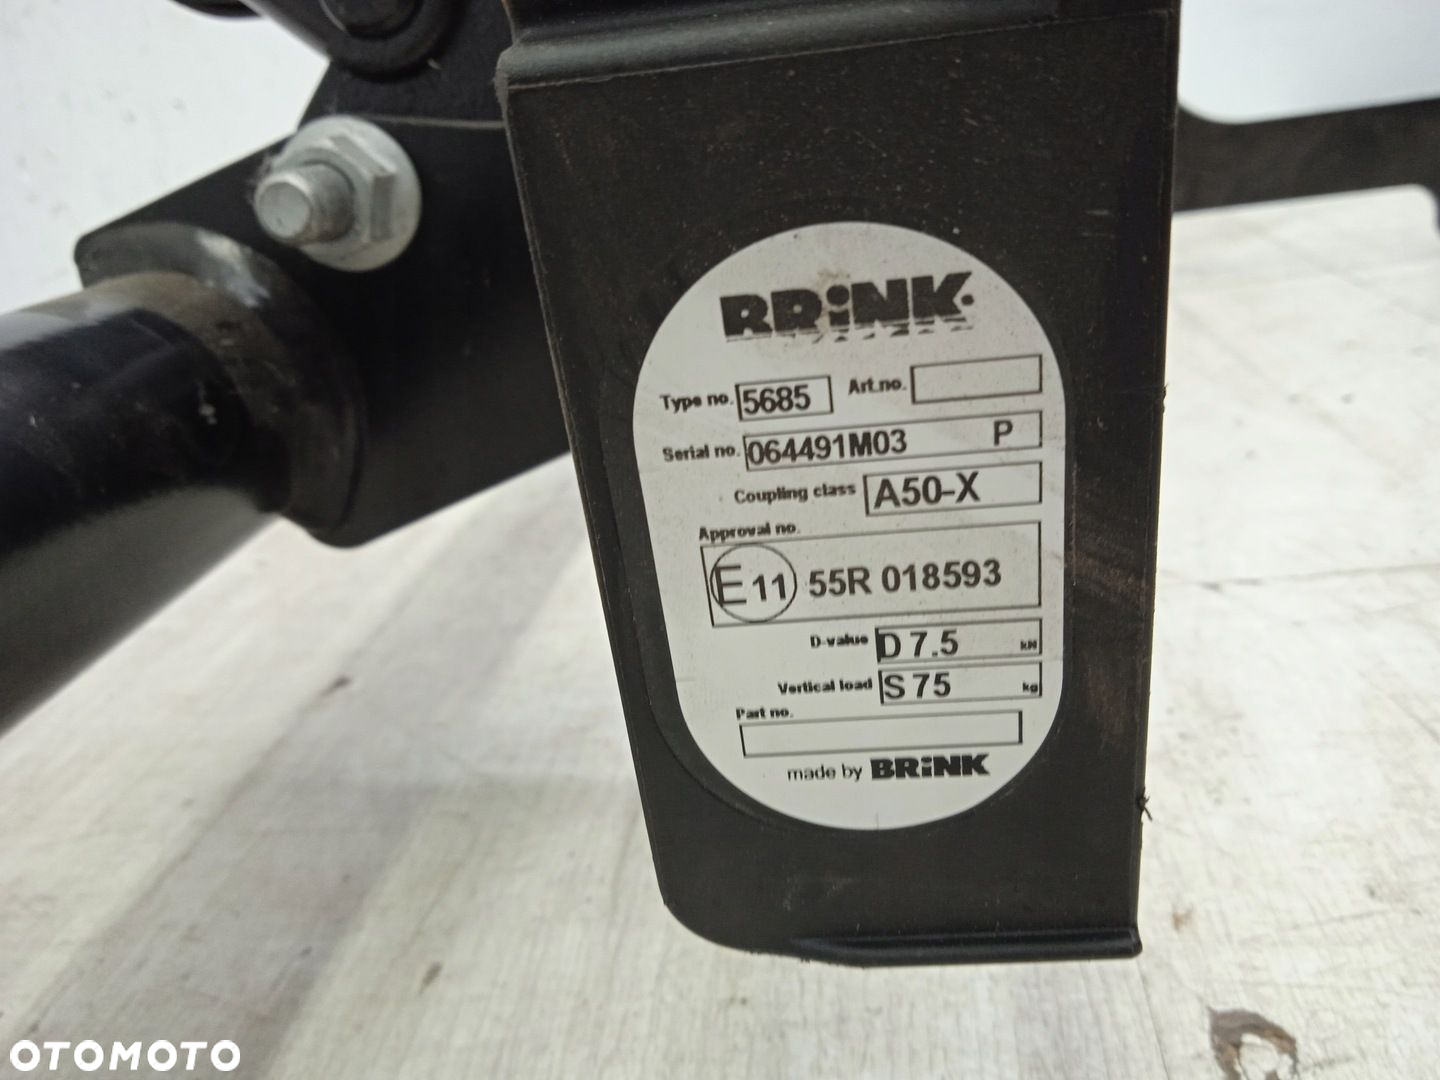 BRiNK.
Type no. 5685 Art.no.
Serial no. 064491M03 P
Coupling class A50-X
Approval no.
E11 55R 018593
D-value D 7.5 kN
Vertical load S 75 kg
Part no.
made by BRiNK
OTOMOTO